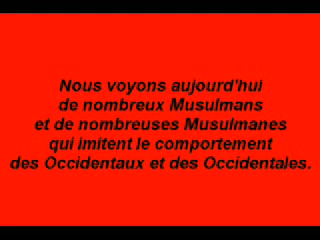 Nous voyons aujourd'hui
de nombreux Musulmans
et de nombreuses Musulmanes
qui imitent le comportement
des Occidentaux et des Occidentales.